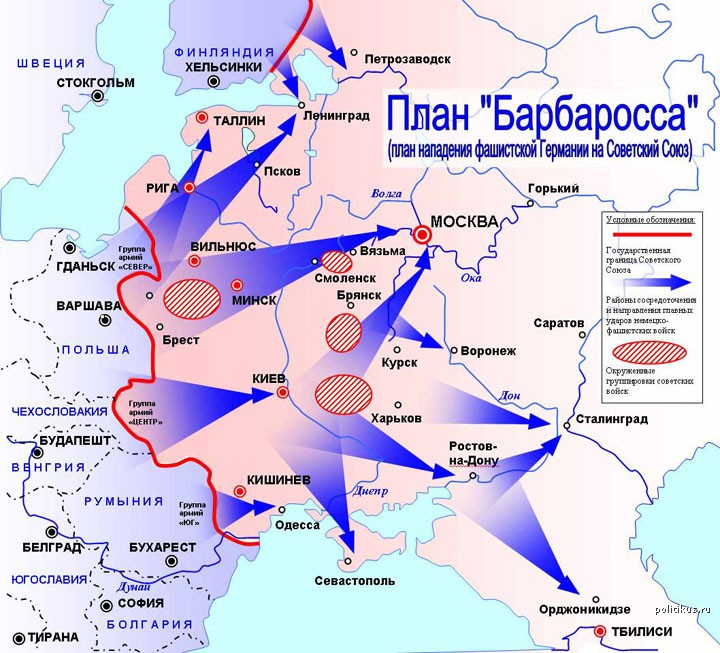 План "Барбаросса"
(план нападения фашистской Германии на Советский Союз)
ШВЕЦИЯ
СТОКГОЛЬМ
ФИНЛЯНДИЯ
ХЕЛЬСИНКИ
Петрозаводск
ТАЛЛИН
Ленинград
Псков
РИГА
Волга
Горький
МОСКВА
Группа
армий
«СЕВЕР»
ГДАНЬСК
ВИЛЬНЮС
Вязьма
Смоленск
Ока
МИНСК
Брянск
ВАРШАВА
Брест
Саратов
ПОЛЬША
Курск
Воронеж
КИЕВ
Дон
ЧЕХОСЛОВАКИЯ
Группа
армий
«ЦЕНТР»
Харьков
Сталинград
БУДАПЕШТ
Ростов-
на-Дону
ВЕНГРИЯ
КИШИНЕВ
Днепр
РУМЫНИЯ
Группа
армий
«ЮГ»
Одесса
БЕЛГРАД
БУХАРЕСТ
Севастополь
ЮГОСЛАВИЯ
Дунай
СОФИЯ
Орджоникидзе
БОЛГАРИЯ
ТИРАНА
ТБИЛИСИ
Условные обозначения:
Государственная
граница Советского
Союза
Районы сосредоточения
и направления главных
ударов немецко-
фашистских войск
Окруженные
группировки советских
войск
politikus.ru